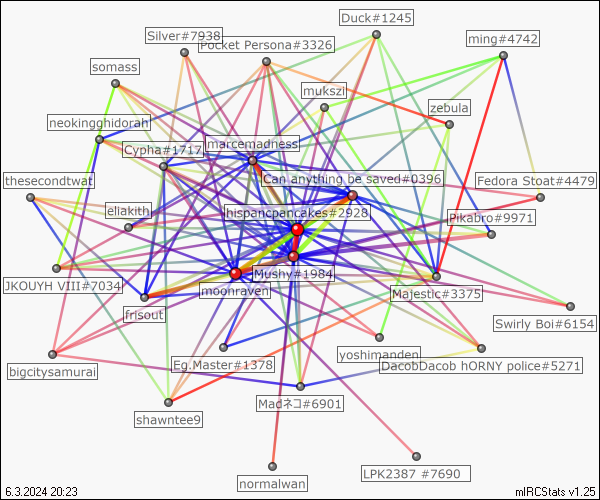 Duck#1245
Silver#7938
ming#4742
Pocket Persona#3326
somass
mukszi
zebula
neokingghidorah
marcemadness
Cypha#1717
Can anything be saved#0396
thesecondtwat
Fedora Stoat#4479
eliakith
hispancpancakes#2928
Pikabro#9971
Mushy#1984
JKOUYH VIII#7034
moonraven
Majestic#3375
frisout
Swirly Boi#6154
yoshimanden
Eg.Master#1378
DacobDacob hORNY police#5271
bigcitysamurai
Madネコ#6901
shawntee9
LPK2387 #7690
normalwan
6.3.2024 20:23
mIRCStats v1.25